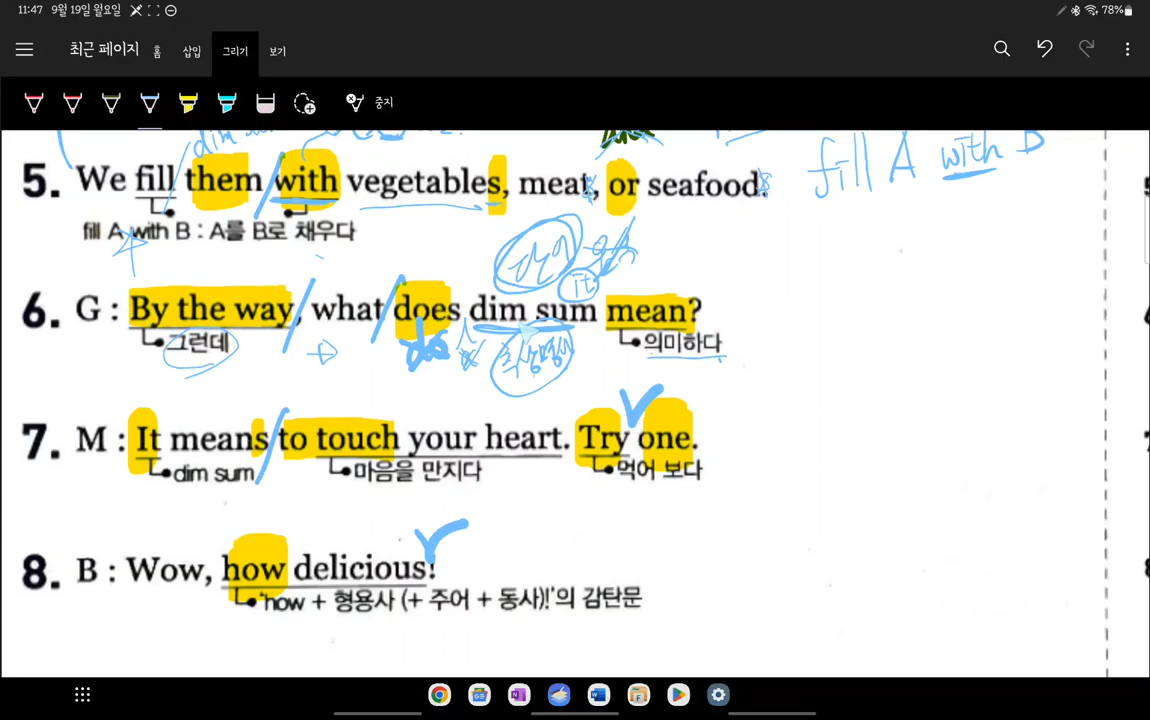 11:47 9월 19일 월요일 78%
최근 페이지 홈 삽입 그리기 보기
중지
fill A with B
5. We fill them with vegetables, meat, or seafood.
fill A with B : A를 B로 채우다
단어
it
6. G : By the way, what does dim sum mean?
그런데
do
의미하다
7. M : It means to touch your heart. Try one.
dim sum
마음을 만지다
먹어 보다
8. B : Wow, how delicious!
'how + 형용사 (+ 주어 + 동사)!'의 감탄문